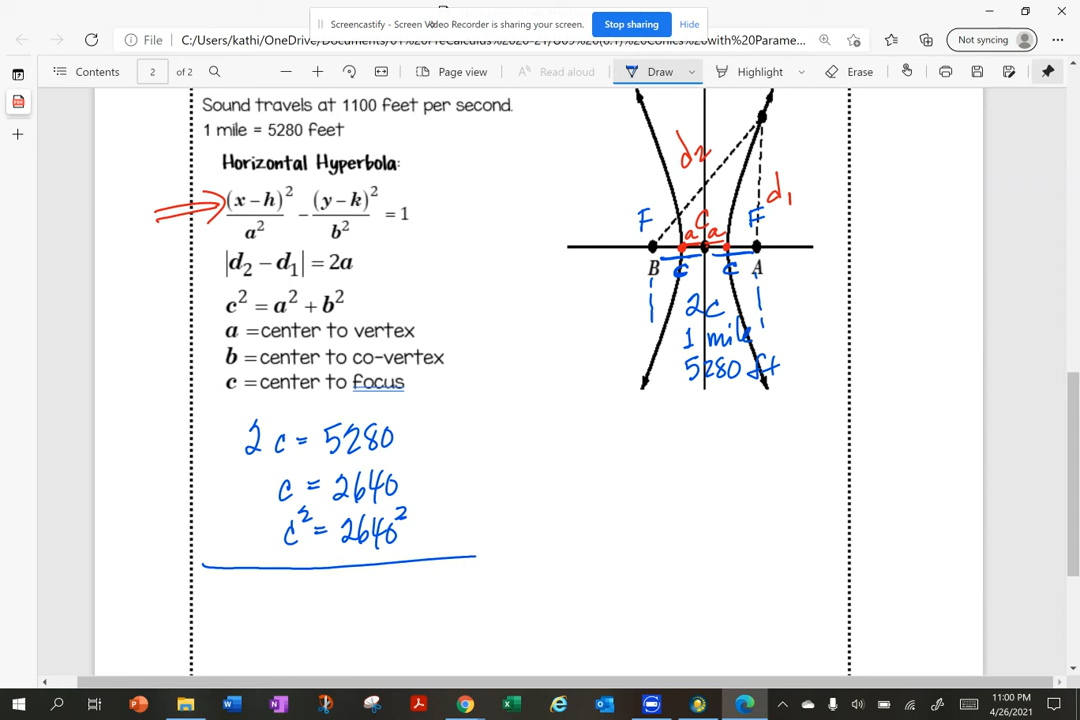 Screencastify - Screen Video Recorder is sharing your screen.
Stop sharing
Hide
File
C:/Users/kathi/OneDrive/Documents/01
Not syncing
Contents
2
of 2
Page view
Read aloud
Draw
Highlight
Erase
Sound travels at 1100 feet per second.
1 mile = 5280 feet
Horizontal Hyperbola:
(x-h)²/a² - (y-k)²/b² = 1
|d₂ - d₁| = 2a
c² = a² + b²
a = center to vertex
b = center to co-vertex
c = center to focus
2c = 5280
c = 2640
c² = 2640²
d2
d1
F C F
a a
B c c A
2c
1 mile
5280 ft
11:00 PM
4/26/2021